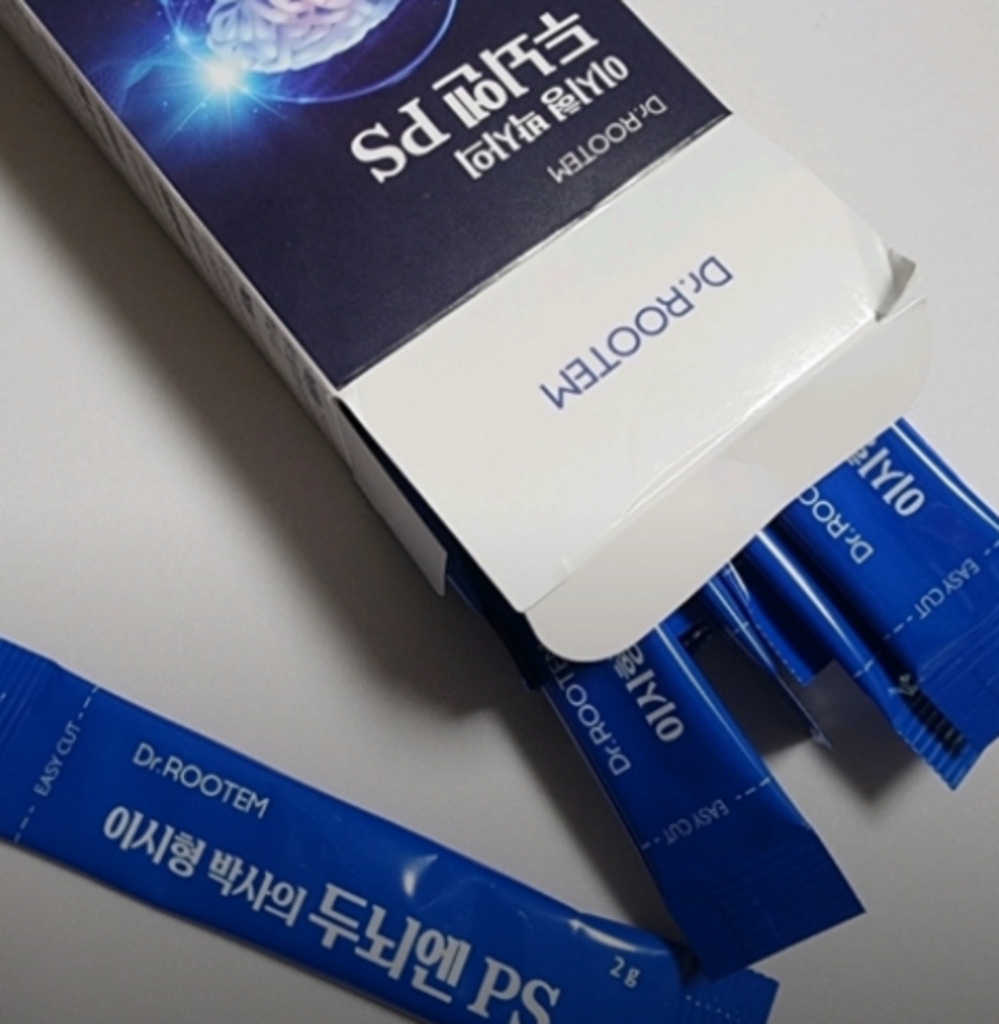 Dr.ROOTEM
이시형 박사의
두뇌엔 PS
Dr.ROOTEM
이시형
Dr.ROO
EASY CUT
이시형
Dr.ROOTE
EASY CUT
EASY CUT
Dr.ROOTEM
이시형 박사의 두뇌엔 PS
2 g